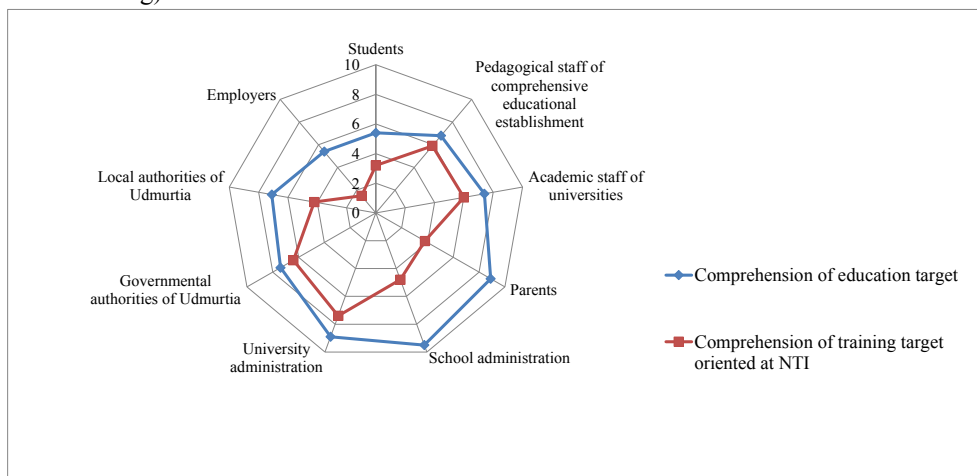 Students
10
8
6
4
2
0
Pedagogical staff of
comprehensive
educational
establishment
Employers
Local authorities of
Udmurtia
Academic staff of
universities
Governmental
authorities of Udmurtia
Parents
University
administration
School administration
Comprehension of education target
Comprehension of training target
oriented at NTI